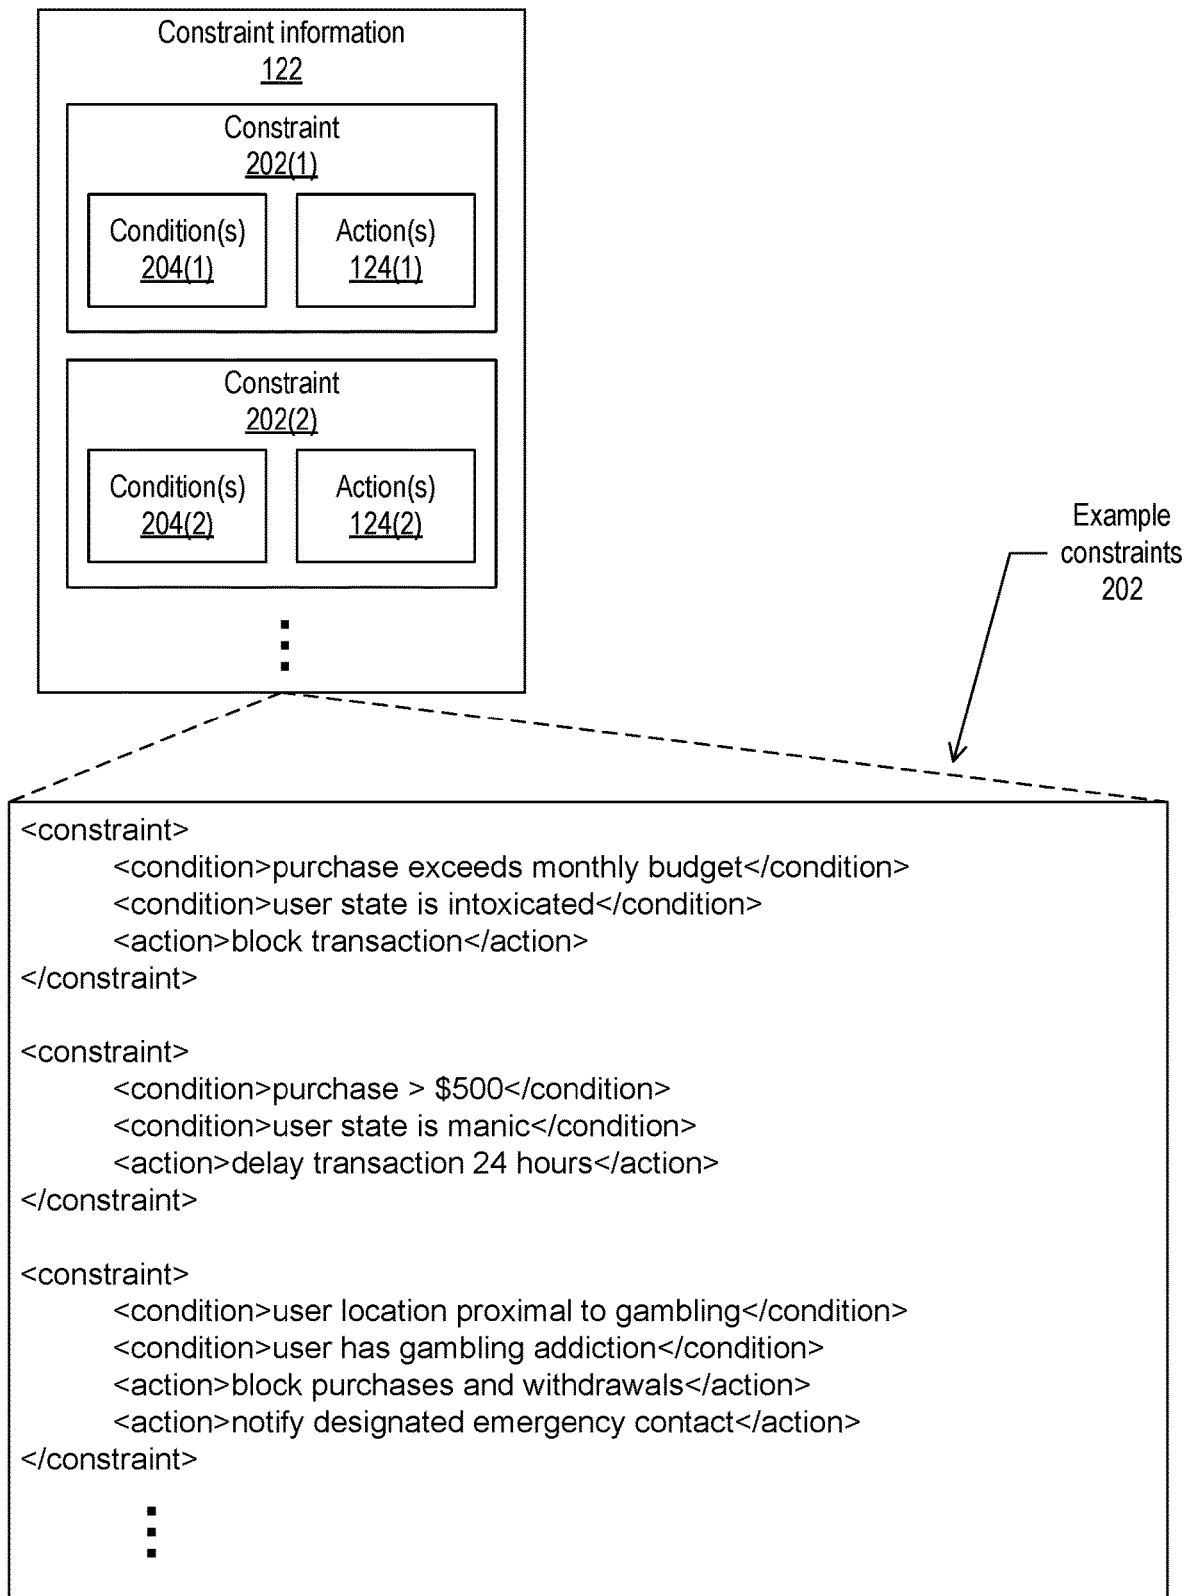 Constraint information
122
Constraint
202(1)
Condition(s)
204(1)
Action(s)
124(1)
Constraint
202(2)
Condition(s)
204(2)
Action(s)
124(2)
Example
constraints
202
<constraint>
<condition>purchase exceeds monthly budget</condition>
<condition>user state is intoxicated</condition>
<action>block transaction</action>
</constraint>
<constraint>
<condition>purchase > $500</condition>
<condition>user state is manic</condition>
<action>delay transaction 24 hours</action>
</constraint>
<constraint>
<condition>user location proximal to gambling</condition>
<condition>user has gambling addiction</condition>
<action>block purchases and withdrawals</action>
<action>notify designated emergency contact</action>
</constraint>